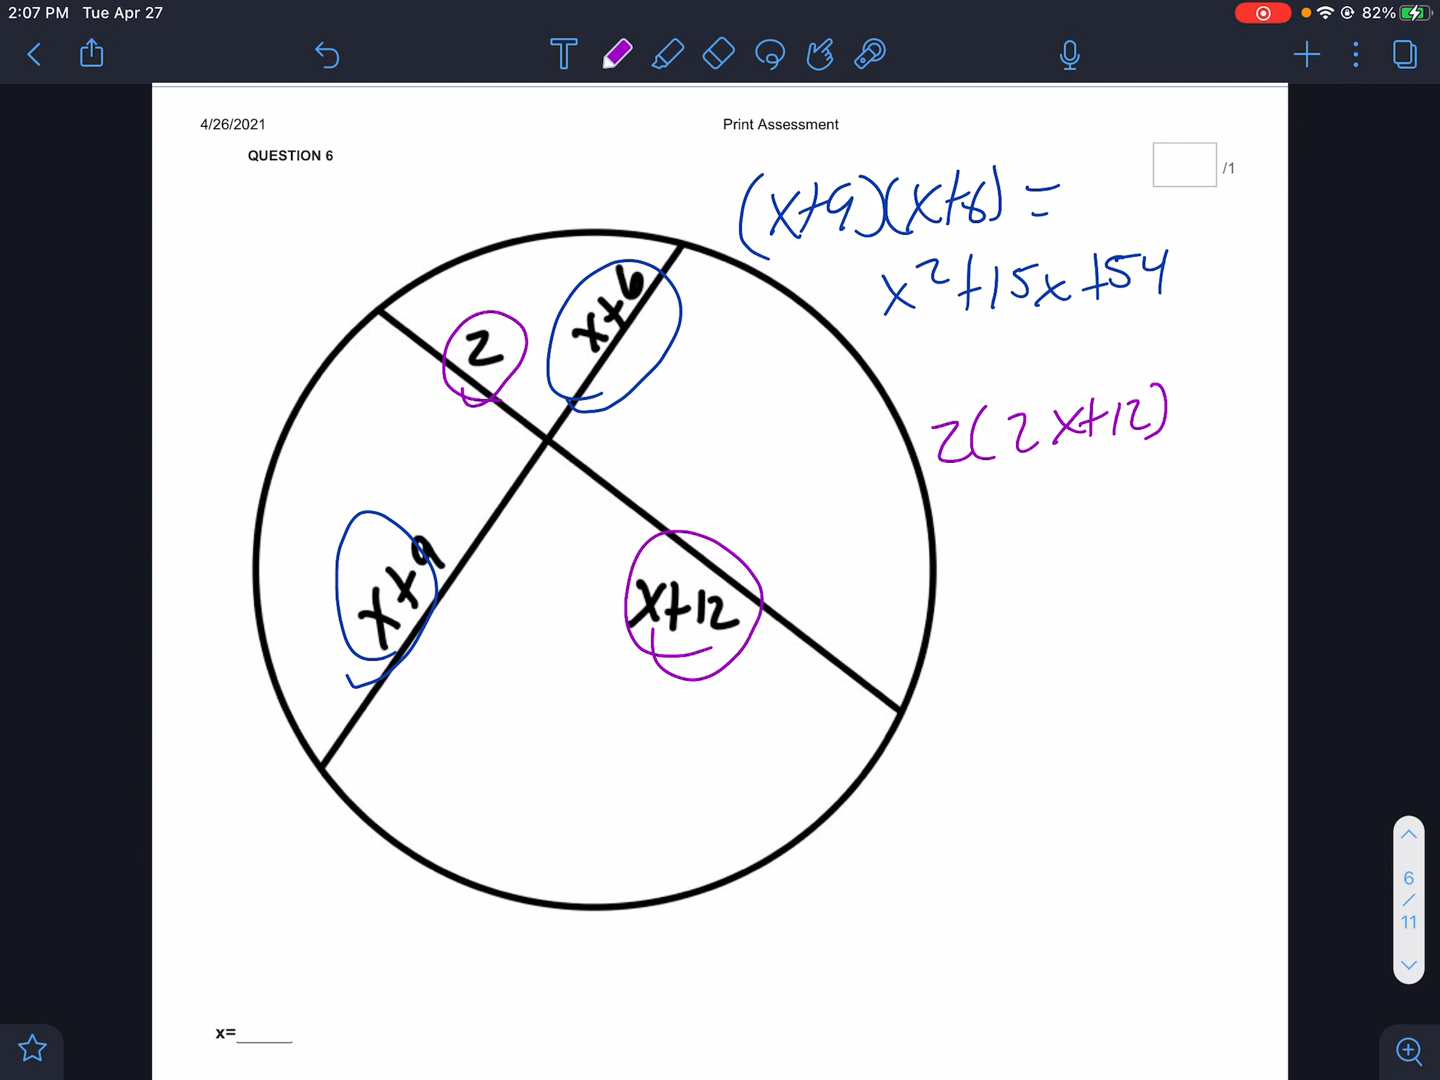 2:07 PM Tue Apr 27
82%
4/26/2021
Print Assessment
QUESTION 6
/1
(x+9)(x+6) =
x²+15x+54
x+6
2
2(2x+12)
x+9
x+12
6
/
11
x=_____